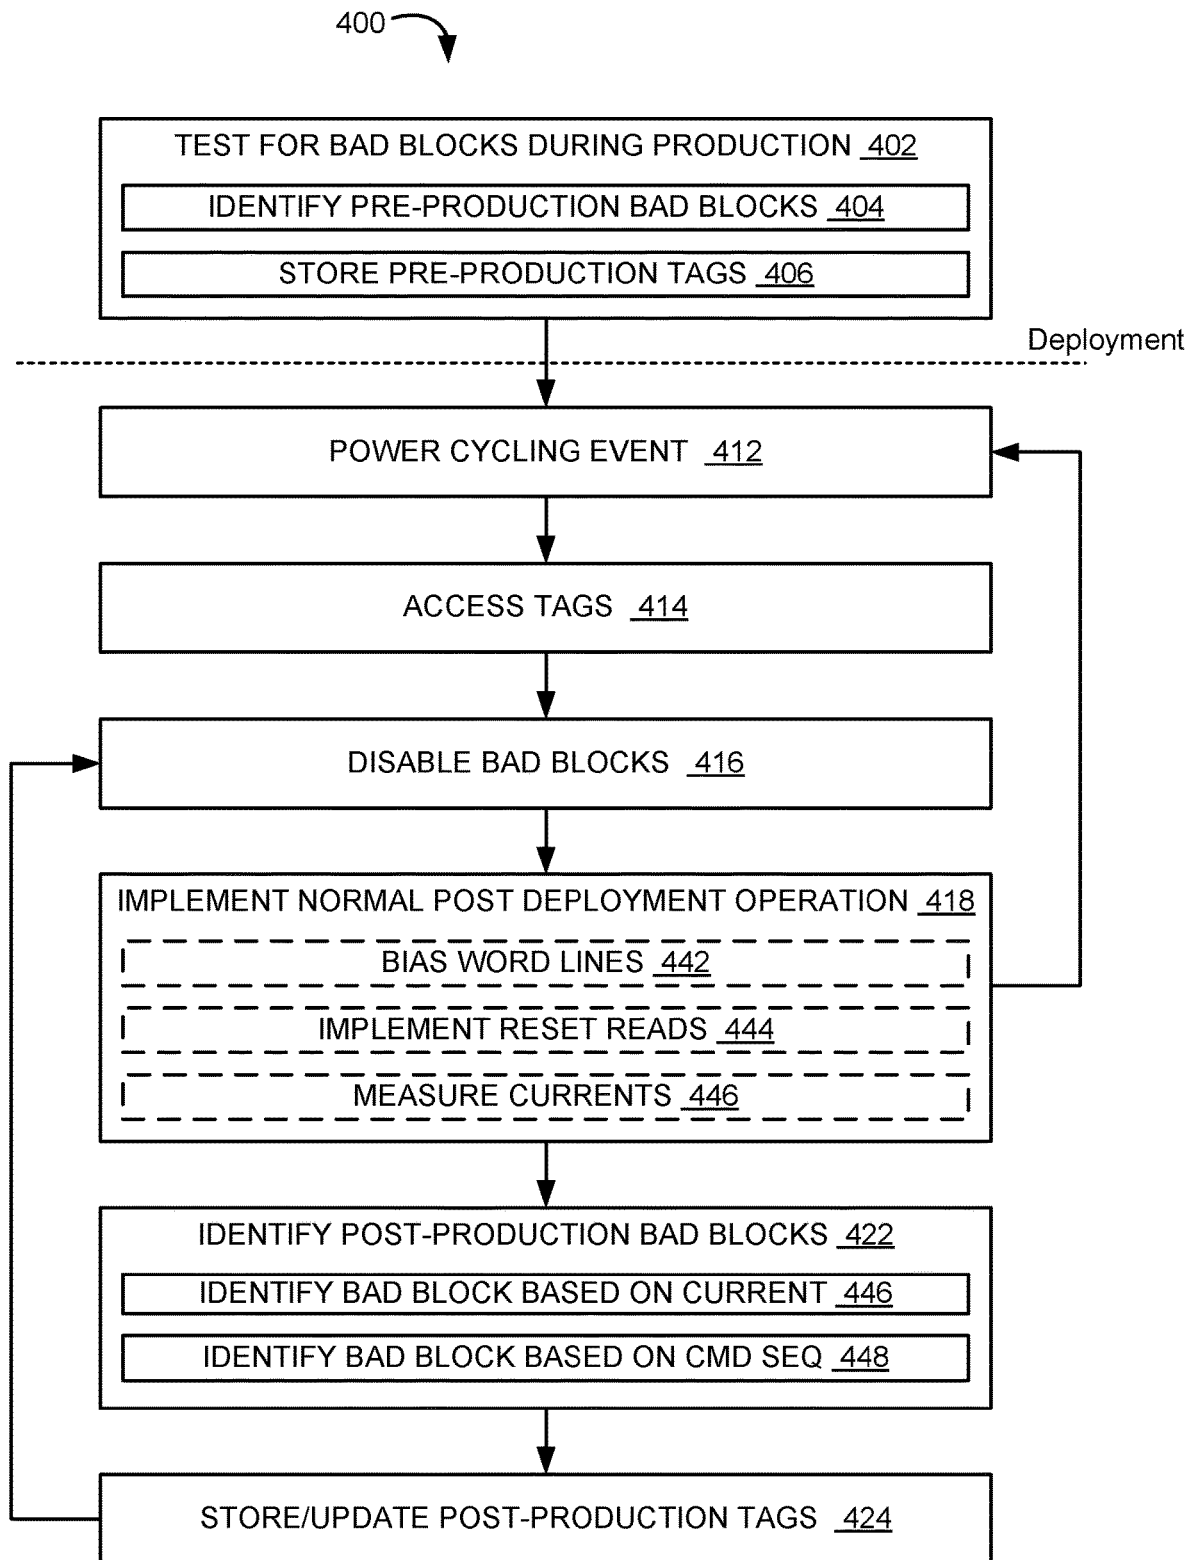 400
TEST FOR BAD BLOCKS DURING PRODUCTION 402
IDENTIFY PRE-PRODUCTION BAD BLOCKS 404
STORE PRE-PRODUCTION TAGS 406
Deployment
POWER CYCLING EVENT 412
ACCESS TAGS 414
DISABLE BAD BLOCKS 416
IMPLEMENT NORMAL POST DEPLOYMENT OPERATION 418
BIAS WORD LINES 442
IMPLEMENT RESET READS 444
MEASURE CURRENTS 446
IDENTIFY POST-PRODUCTION BAD BLOCKS 422
IDENTIFY BAD BLOCK BASED ON CURRENT 446
IDENTIFY BAD BLOCK BASED ON CMD SEQ 448
STORE/UPDATE POST-PRODUCTION TAGS 424